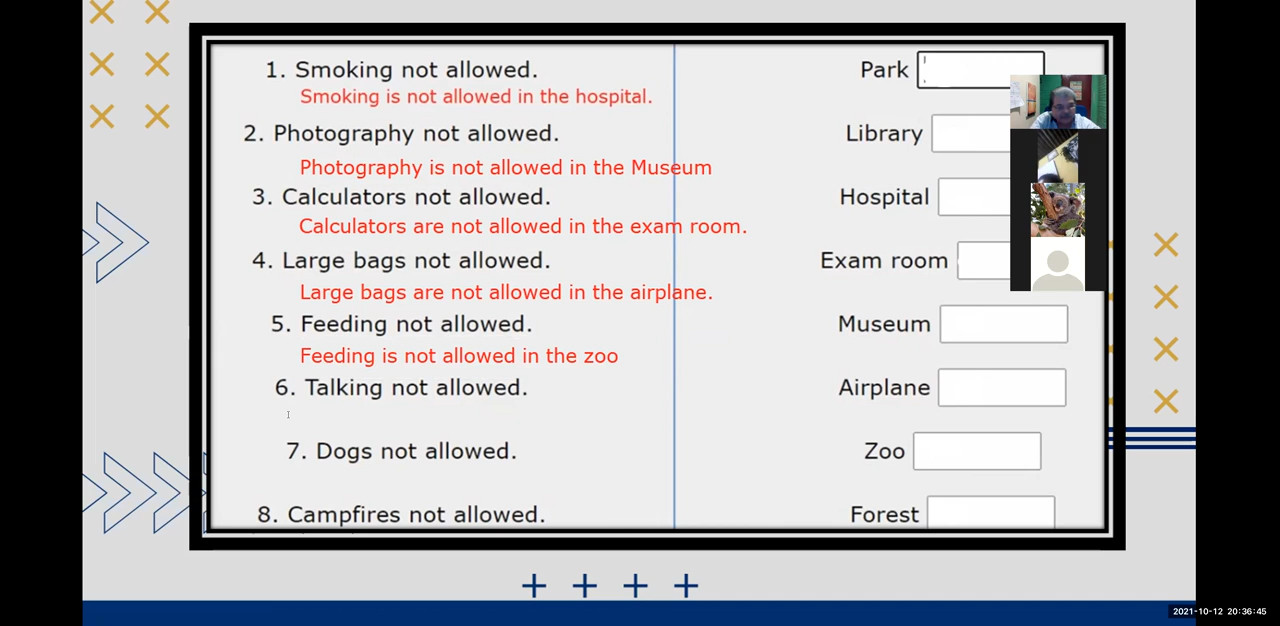 1. Smoking not allowed.
Smoking is not allowed in the hospital.
2. Photography not allowed.
Photography is not allowed in the Museum
3. Calculators not allowed.
Calculators are not allowed in the exam room.
4. Large bags not allowed.
Large bags are not allowed in the airplane.
5. Feeding not allowed.
Feeding is not allowed in the zoo
6. Talking not allowed.
7. Dogs not allowed.
8. Campfires not allowed.
Park
Library
Hospital
Exam room
Museum
Airplane
Zoo
Forest
2021-10-12 20:36:45